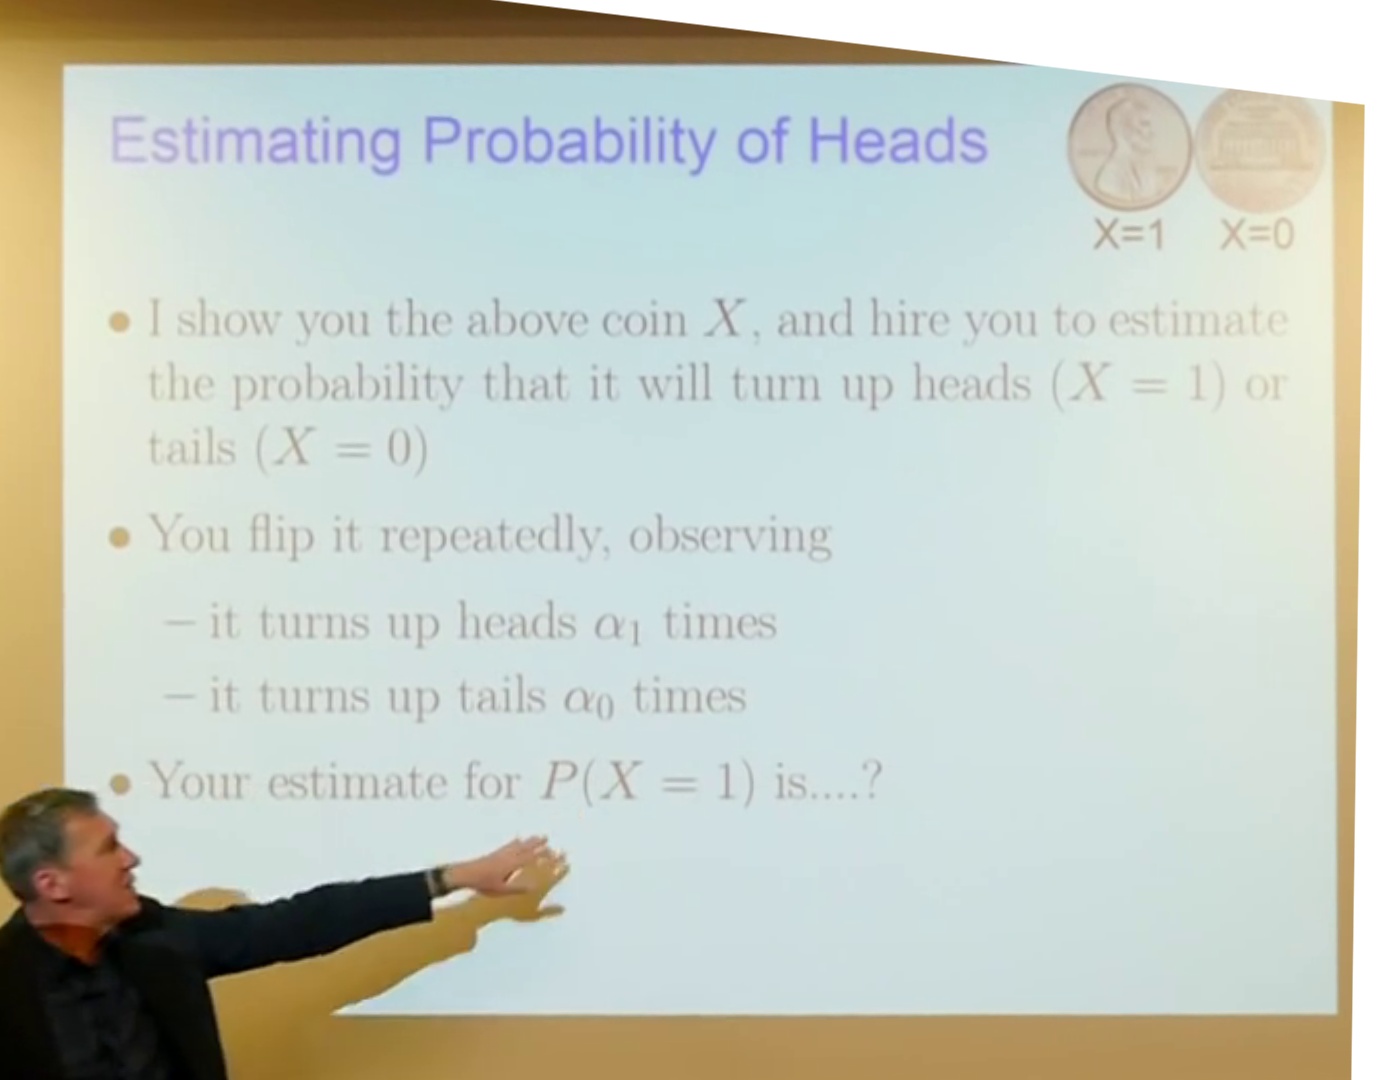 Estimating Probability of Heads
X=1 X=0
• I show you the above coin X, and hire you to estimate
the probability that it will turn up heads (X = 1) or
tails (X = 0)
• You flip it repeatedly, observing
– it turns up heads α₁ times
– it turns up tails α₀ times
• Your estimate for P(X = 1) is....?